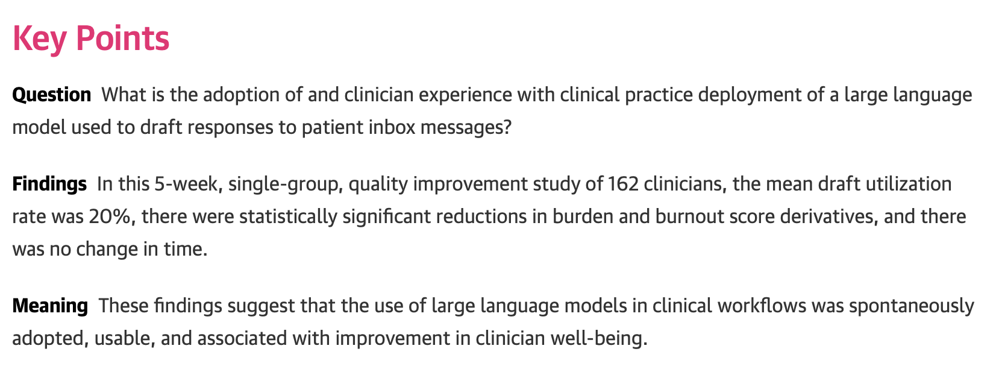 Key Points
Question What is the adoption of and clinician experience with clinical practice deployment of a large language
model used to draft responses to patient inbox messages?
Findings In this 5-week, single-group, quality improvement study of 162 clinicians, the mean draft utilization
rate was 20%, there were statistically significant reductions in burden and burnout score derivatives, and there
was no change in time.
Meaning These findings suggest that the use of large language models in clinical workflows was spontaneously
adopted, usable, and associated with improvement in clinician well-being.